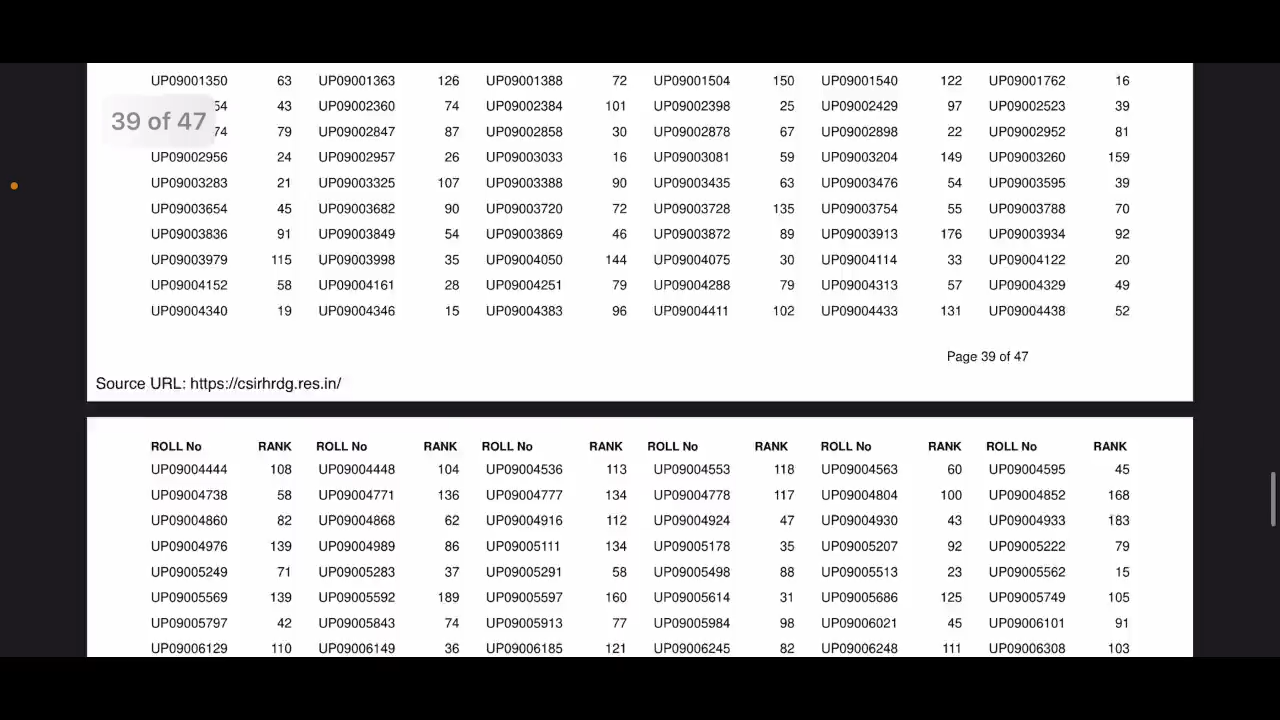 UP09001350 63 UP09001363 126 UP09001388 72 UP09001504 150 UP09001540 122 UP09001762 16
54 43 UP09002360 74 UP09002384 101 UP09002398 25 UP09002429 97 UP09002523 39
39 of 47
74 79 UP09002847 87 UP09002858 30 UP09002878 67 UP09002898 22 UP09002952 81
UP09002956 24 UP09002957 26 UP09003033 16 UP09003081 59 UP09003204 149 UP09003260 159
UP09003283 21 UP09003325 107 UP09003388 90 UP09003435 63 UP09003476 54 UP09003595 39
UP09003654 45 UP09003682 90 UP09003720 72 UP09003728 135 UP09003754 55 UP09003788 70
UP09003836 91 UP09003849 54 UP09003869 46 UP09003872 89 UP09003913 176 UP09003934 92
UP09003979 115 UP09003998 35 UP09004050 144 UP09004075 30 UP09004114 33 UP09004122 20
UP09004152 58 UP09004161 28 UP09004251 79 UP09004288 79 UP09004313 57 UP09004329 49
UP09004340 19 UP09004346 15 UP09004383 96 UP09004411 102 UP09004433 131 UP09004438 52
Page 39 of 47
Source URL: https://csirhrdg.res.in/
ROLL No RANK ROLL No RANK ROLL No RANK ROLL No RANK ROLL No RANK ROLL No RANK
UP09004444 108 UP09004448 104 UP09004536 113 UP09004553 118 UP09004563 60 UP09004595 45
UP09004738 58 UP09004771 136 UP09004777 134 UP09004778 117 UP09004804 100 UP09004852 168
UP09004860 82 UP09004868 62 UP09004916 112 UP09004924 47 UP09004930 43 UP09004933 183
UP09004976 139 UP09004989 86 UP09005111 134 UP09005178 35 UP09005207 92 UP09005222 79
UP09005249 71 UP09005283 37 UP09005291 58 UP09005498 88 UP09005513 23 UP09005562 15
UP09005569 139 UP09005592 189 UP09005597 160 UP09005614 31 UP09005686 125 UP09005749 105
UP09005797 42 UP09005843 74 UP09005913 77 UP09005984 98 UP09006021 45 UP09006101 91
UP09006129 110 UP09006149 36 UP09006185 121 UP09006245 82 UP09006248 111 UP09006308 103